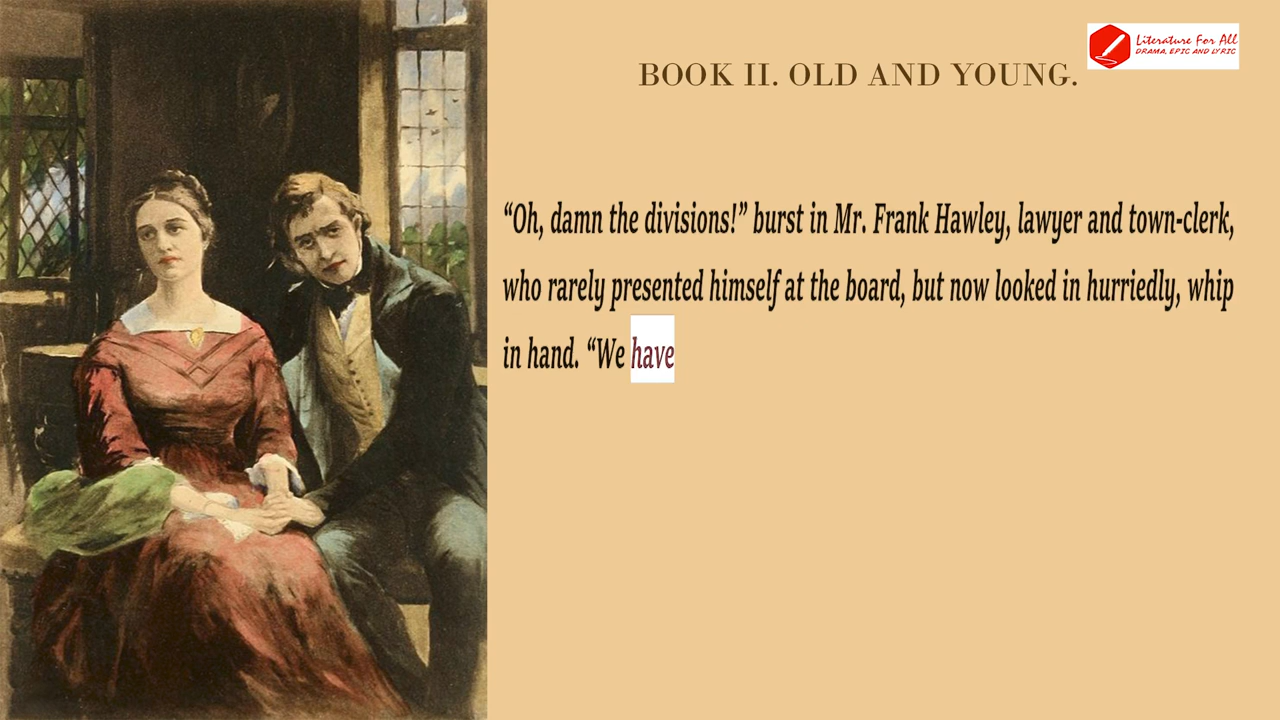 Literature For All
DRAMA, EPIC AND LYRIC
BOOK II. OLD AND YOUNG.
“Oh, damn the divisions!” burst in Mr. Frank Hawley, lawyer and town-clerk,
who rarely presented himself at the board, but now looked in hurriedly, whip
in hand. “We have